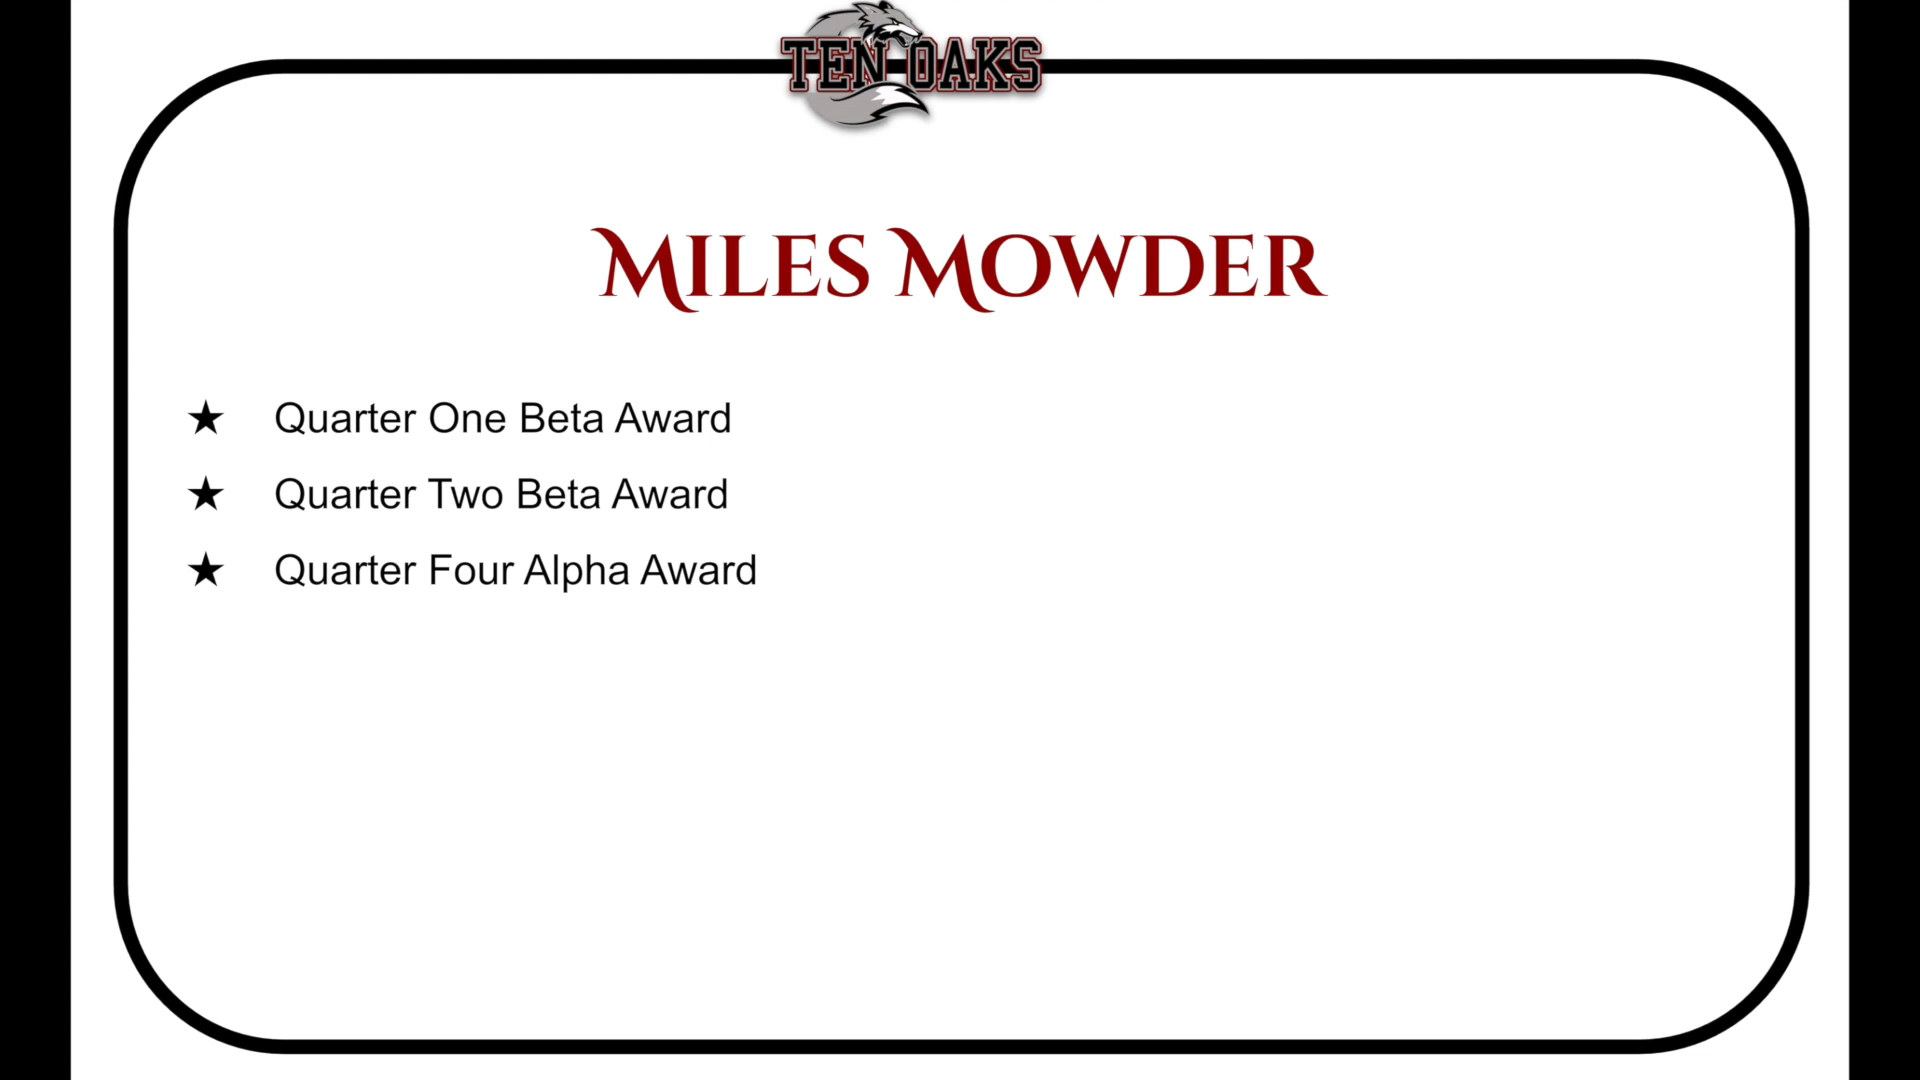 TEN OAKS
Miles Mowder
★ Quarter One Beta Award
★ Quarter Two Beta Award
★ Quarter Four Alpha Award